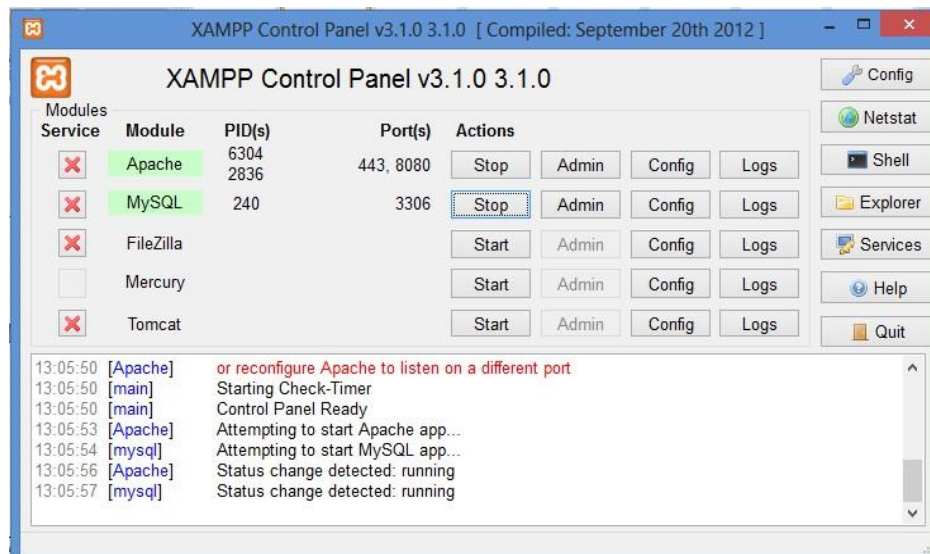 XAMPP Control Panel v3.1.0 3.1.0 [ Compiled: September 20th 2012 ]
XAMPP Control Panel v3.1.0 3.1.0
Config
Modules
Netstat
Service Module PID(s) Port(s) Actions
Apache 6304 2836 443, 8080 Stop Admin Config Logs
Shell
MySQL 240 3306 Stop Admin Config Logs
Explorer
FileZilla Start Admin Config Logs
Services
Mercury Start Admin Config Logs
Help
Tomcat Start Admin Config Logs
Quit
13:05:50 [Apache] or reconfigure Apache to listen on a different port
13:05:50 [main] Starting Check-Timer
13:05:50 [main] Control Panel Ready
13:05:53 [Apache] Attempting to start Apache app...
13:05:54 [mysql] Attempting to start MySQL app...
13:05:56 [Apache] Status change detected: running
13:05:57 [mysql] Status change detected: running